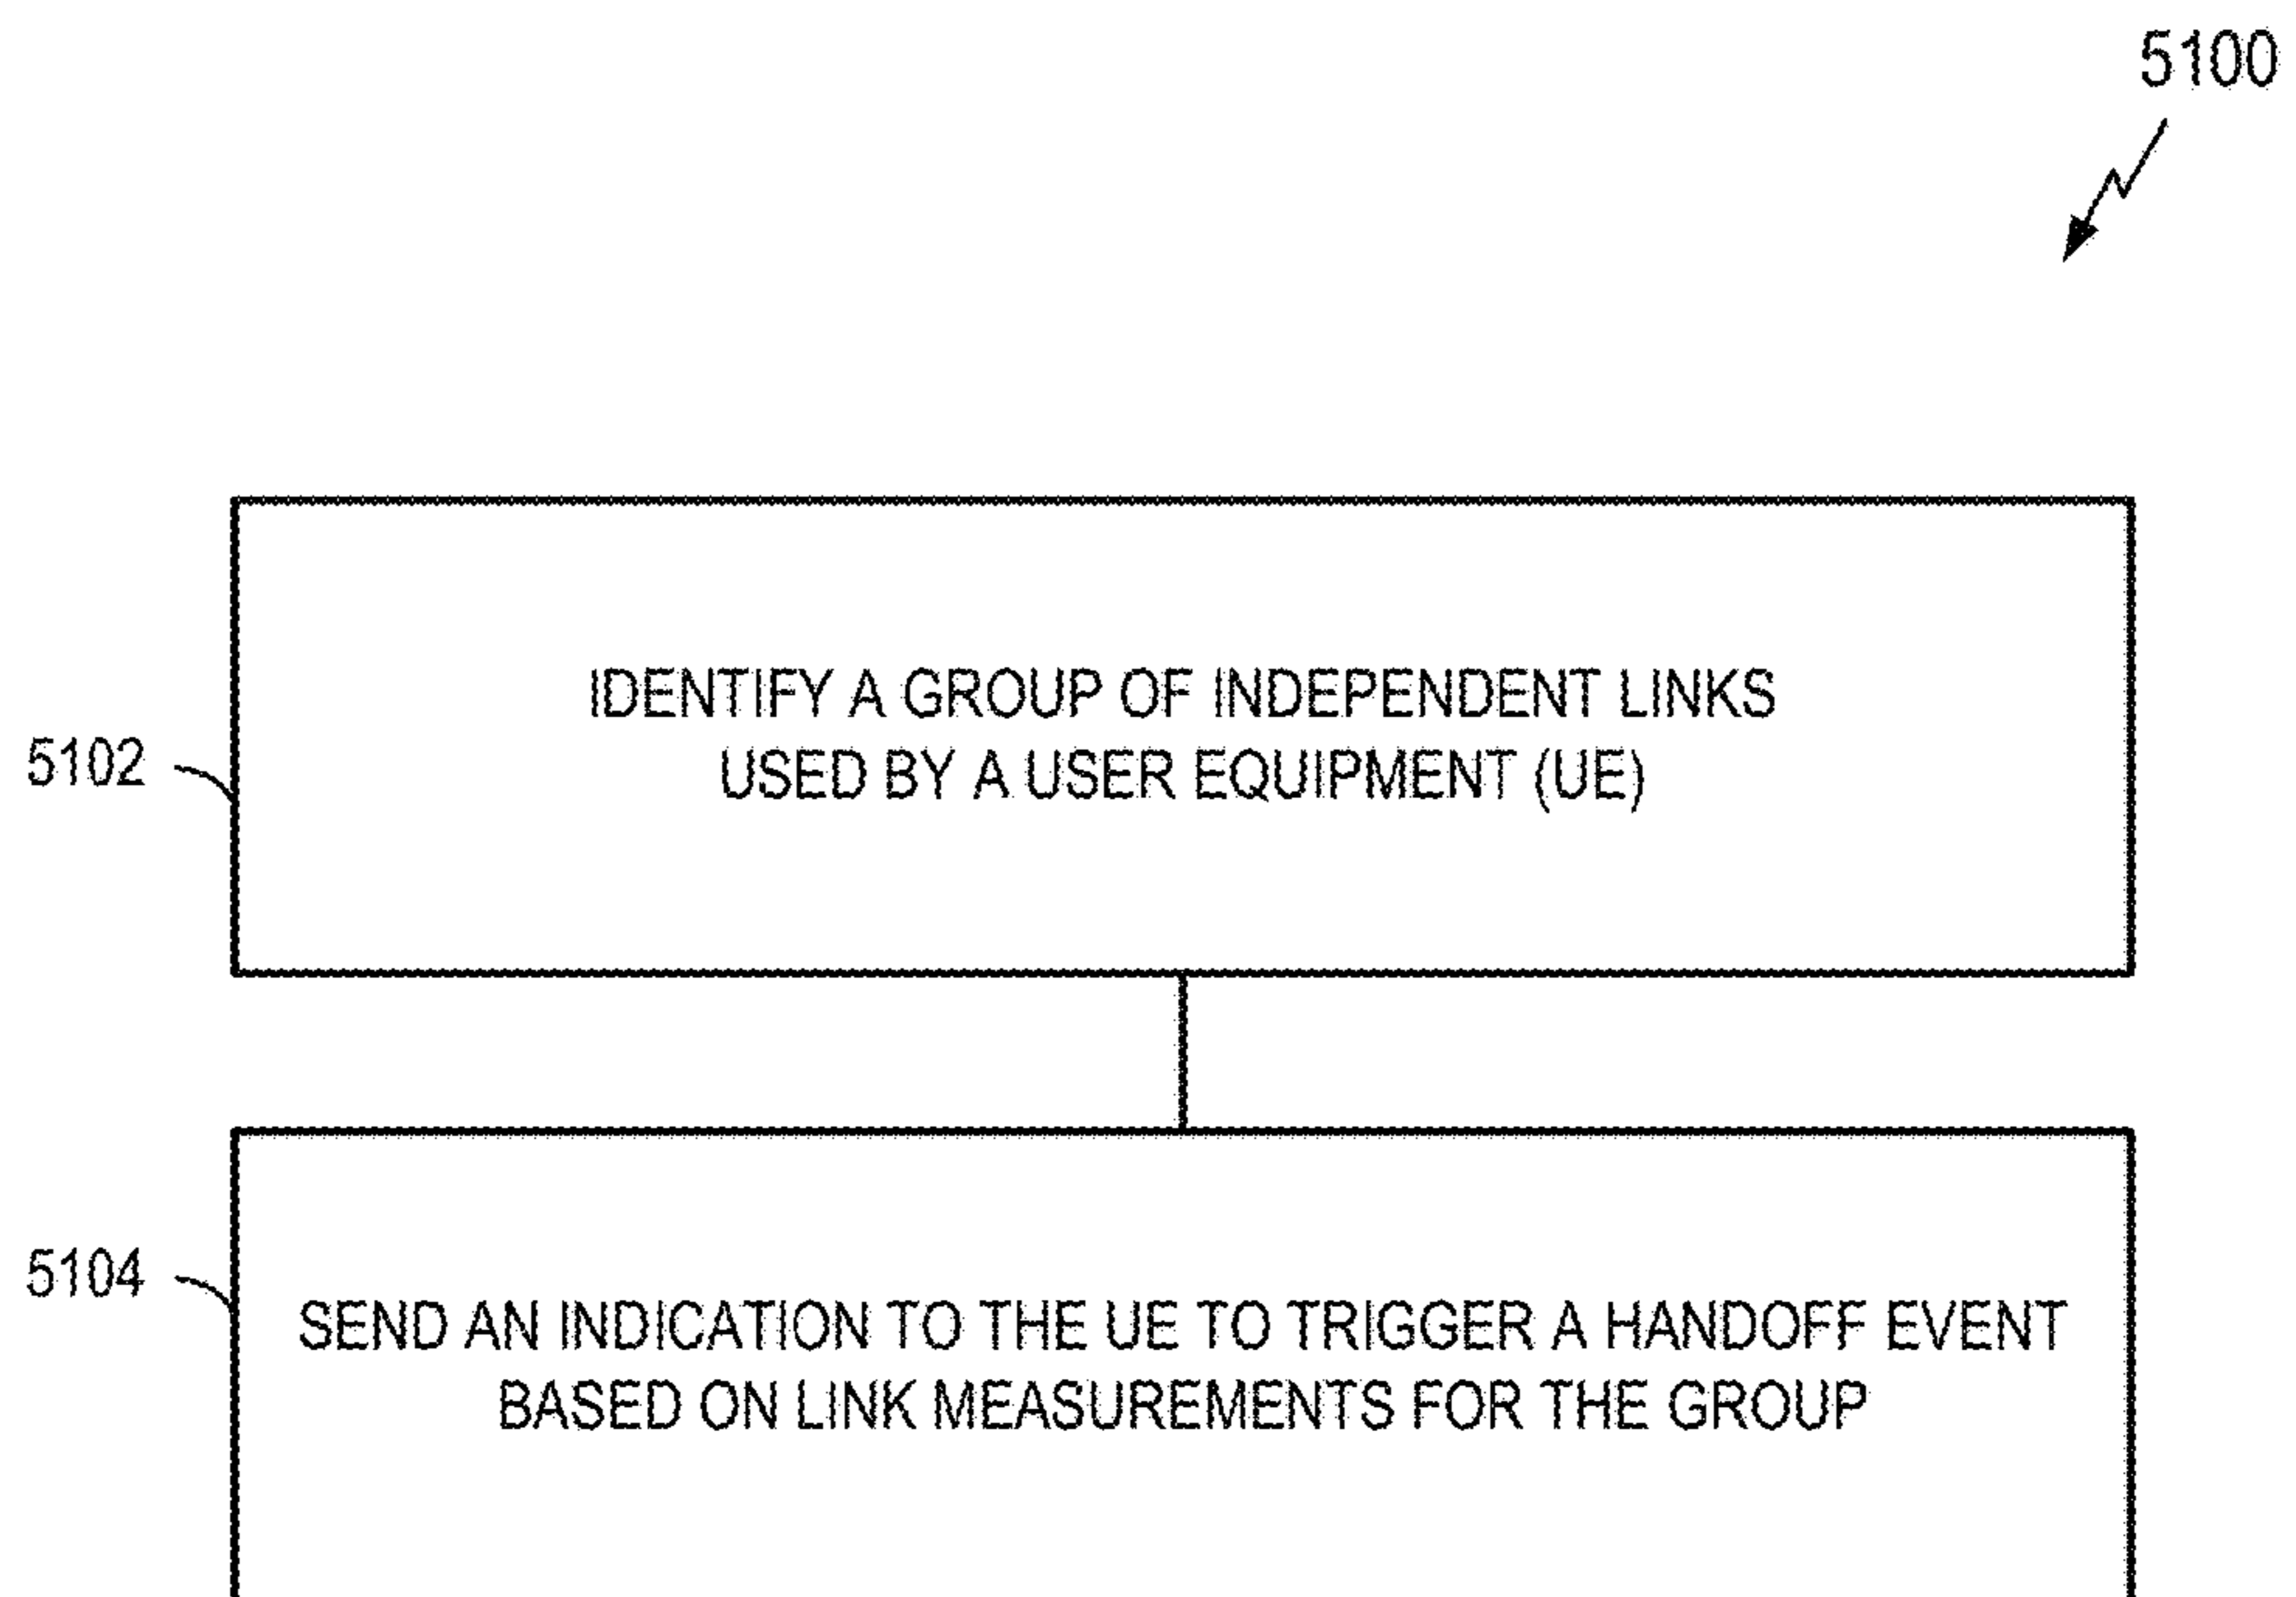 5100
IDENTIFY A GROUP OF INDEPENDENT LINKS
USED BY A USER EQUIPMENT (UE)
5102
5104
SEND AN INDICATION TO THE UE TO TRIGGER A HANDOFF EVENT
BASED ON LINK MEASUREMENTS FOR THE GROUP